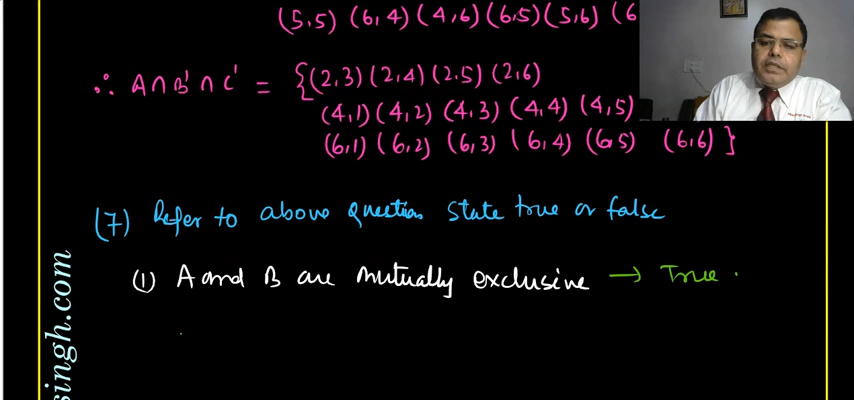 (5,5) (6,4) (4,6) (6,5) (5,6) (6
∴ A∩B'∩C' = {(2,3) (2,4) (2,5) (2,6)
(4,1) (4,2) (4,3) (4,4) (4,5)
(6,1) (6,2) (6,3) (6,4) (6,5) (6,6)}
(7) Refer to above question state true or false
(1) A and B are mutually exclusive → True.
singh.com